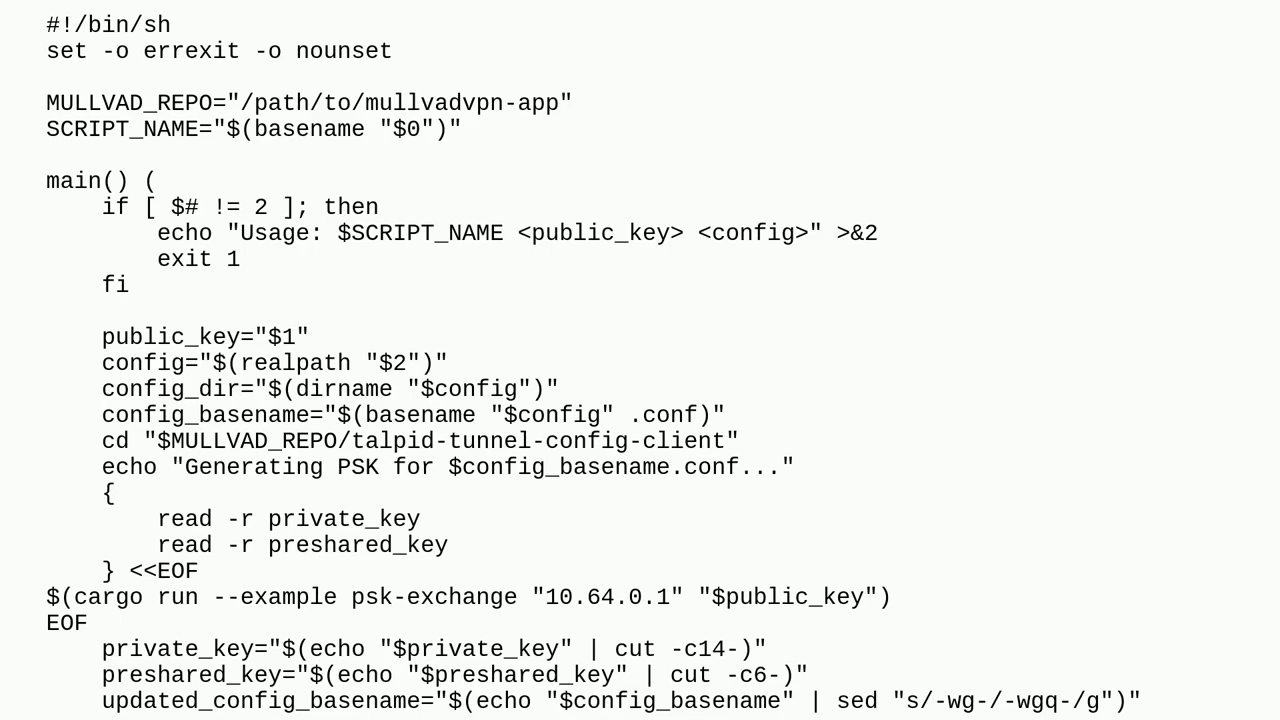 #!/bin/sh
set -o errexit -o nounset

MULLVAD_REPO="/path/to/mullvadvpn-app"
SCRIPT_NAME="$(basename "$0")"

main() (
    if [ $# != 2 ]; then
        echo "Usage: $SCRIPT_NAME <public_key> <config>" >&2
        exit 1
    fi

    public_key="$1"
    config="$(realpath "$2")"
    config_dir="$(dirname "$config")"
    config_basename="$(basename "$config" .conf)"
    cd "$MULLVAD_REPO/talpid-tunnel-config-client"
    echo "Generating PSK for $config_basename.conf..."
    {
        read -r private_key
        read -r preshared_key
    } <<EOF
$(cargo run --example psk-exchange "10.64.0.1" "$public_key")
EOF
    private_key="$(echo "$private_key" | cut -c14-)"
    preshared_key="$(echo "$preshared_key" | cut -c6-)"
    updated_config_basename="$(echo "$config_basename" | sed "s/-wg-/-wgq-/g")"